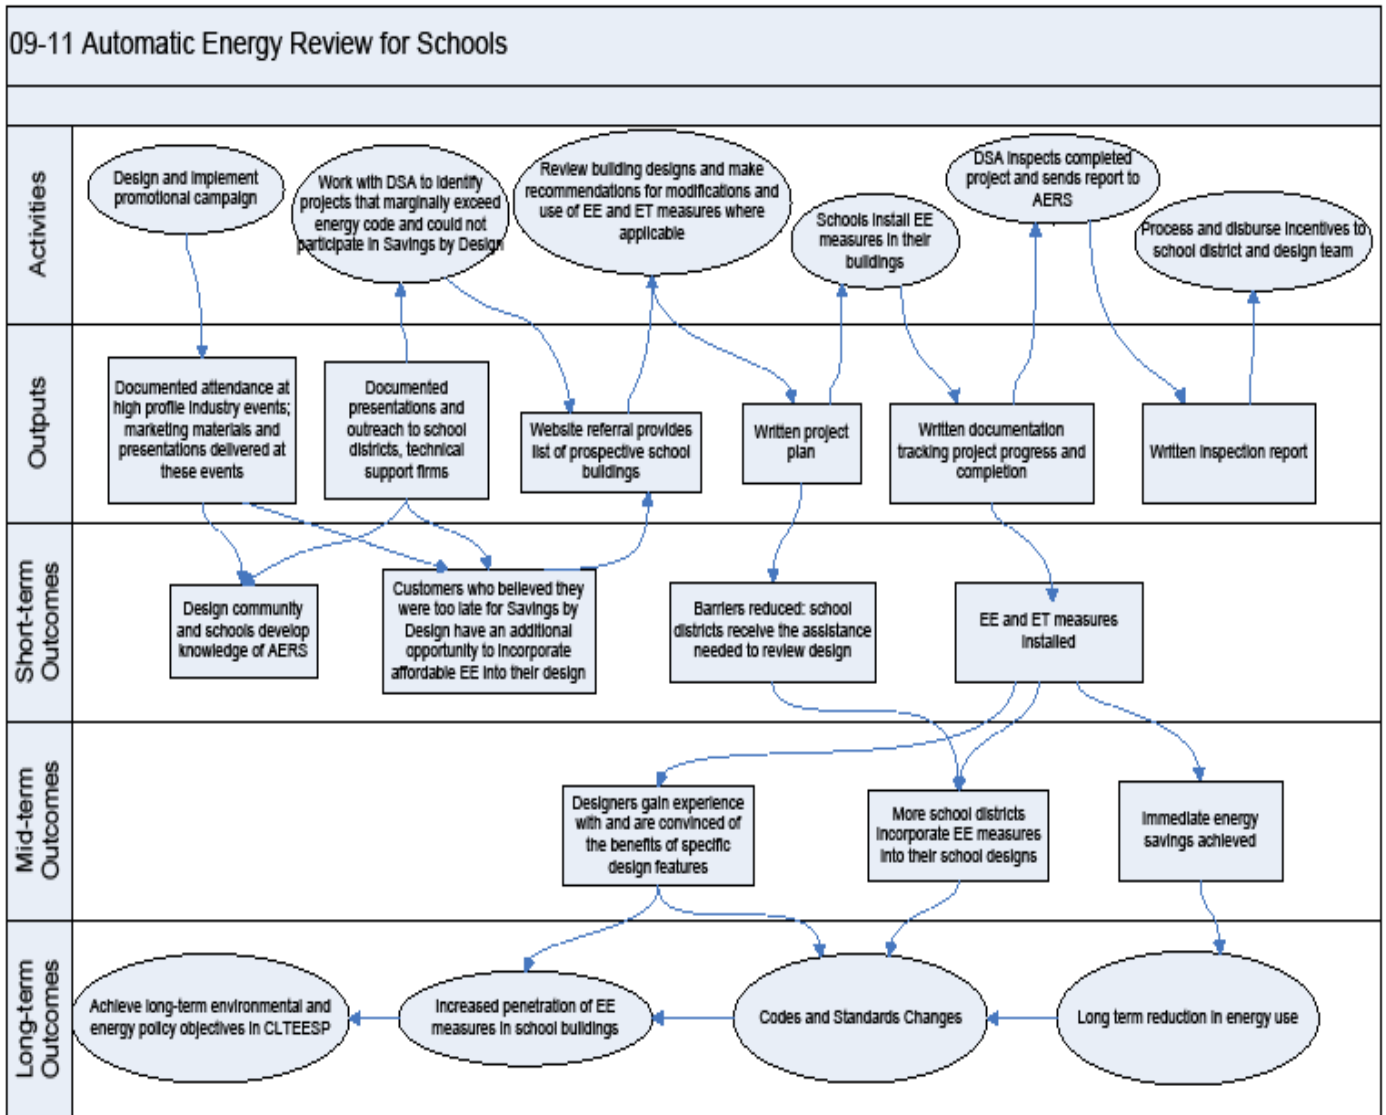 09-11 Automatic Energy Review for Schools
Activities
Design and implement
promotional campaign
Work with DSA to identify
projects that marginally exceed
energy code and could not
participate in Savings by Design
Review building designs and make
recommendations for modifications and
use of EE and ET measures where
applicable
Schools install EE
measures in their
buildings
DSA inspects completed
project and sends report to
AERS
Process and disburse incentives to
school district and design team
Outputs
Documented attendance at
high profile industry events;
marketing materials and
presentations delivered at
these events
Documented
presentations and
outreach to school
districts, technical
support firms
Website referral provides
list of prospective school
buildings
Written project
plan
Written documentation
tracking project progress and
completion
Written inspection report
Short-term
Outcomes
Design community
and schools develop
knowledge of AERS
Customers who believed they
were too late for Savings by
Design have an additional
opportunity to incorporate
affordable EE into their design
Barriers reduced: school
districts receive the assistance
needed to review design
EE and ET measures
installed
Mid-term
Outcomes
Designers gain experience
with and are convinced of
the benefits of specific
design features
More school districts
incorporate EE measures
into their school designs
Immediate energy
savings achieved
Long-term
Outcomes
Achieve long-term environmental and
energy policy objectives in CLTEESP
Increased penetration of EE
measures in school buildings
Codes and Standards Changes
Long term reduction in energy use